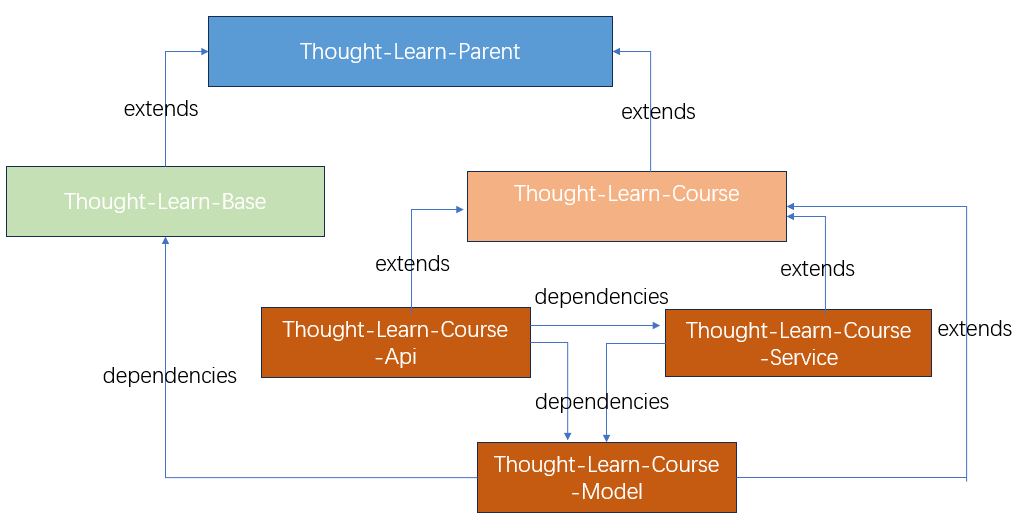 Thought-Learn-Parent
extends
extends
Thought-Learn-Base
Thought-Learn-Course
extends
extends
dependencies
Thought-Learn-Course
-Api
Thought-Learn-Course
-Service
extends
dependencies
dependencies
Thought-Learn-Course
-Model